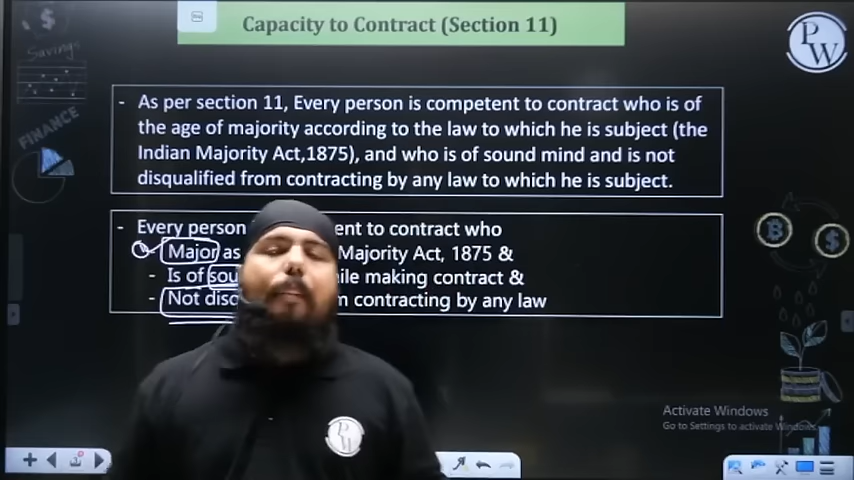 Capacity to Contract (Section 11)
Savings
P
W
- As per section 11, Every person is competent to contract who is of
the age of majority according to the law to which he is subject (the
Indian Majority Act,1875), and who is of sound mind and is not
disqualified from contracting by any law to which he is subject.
FINANCE
- Every person ent to contract who
- Major as Majority Act, 1875 &
- Is of sou ile making contract &
- Not disq m contracting by any law
P
W
Activate Windows
Go to Settings to activate Windows.